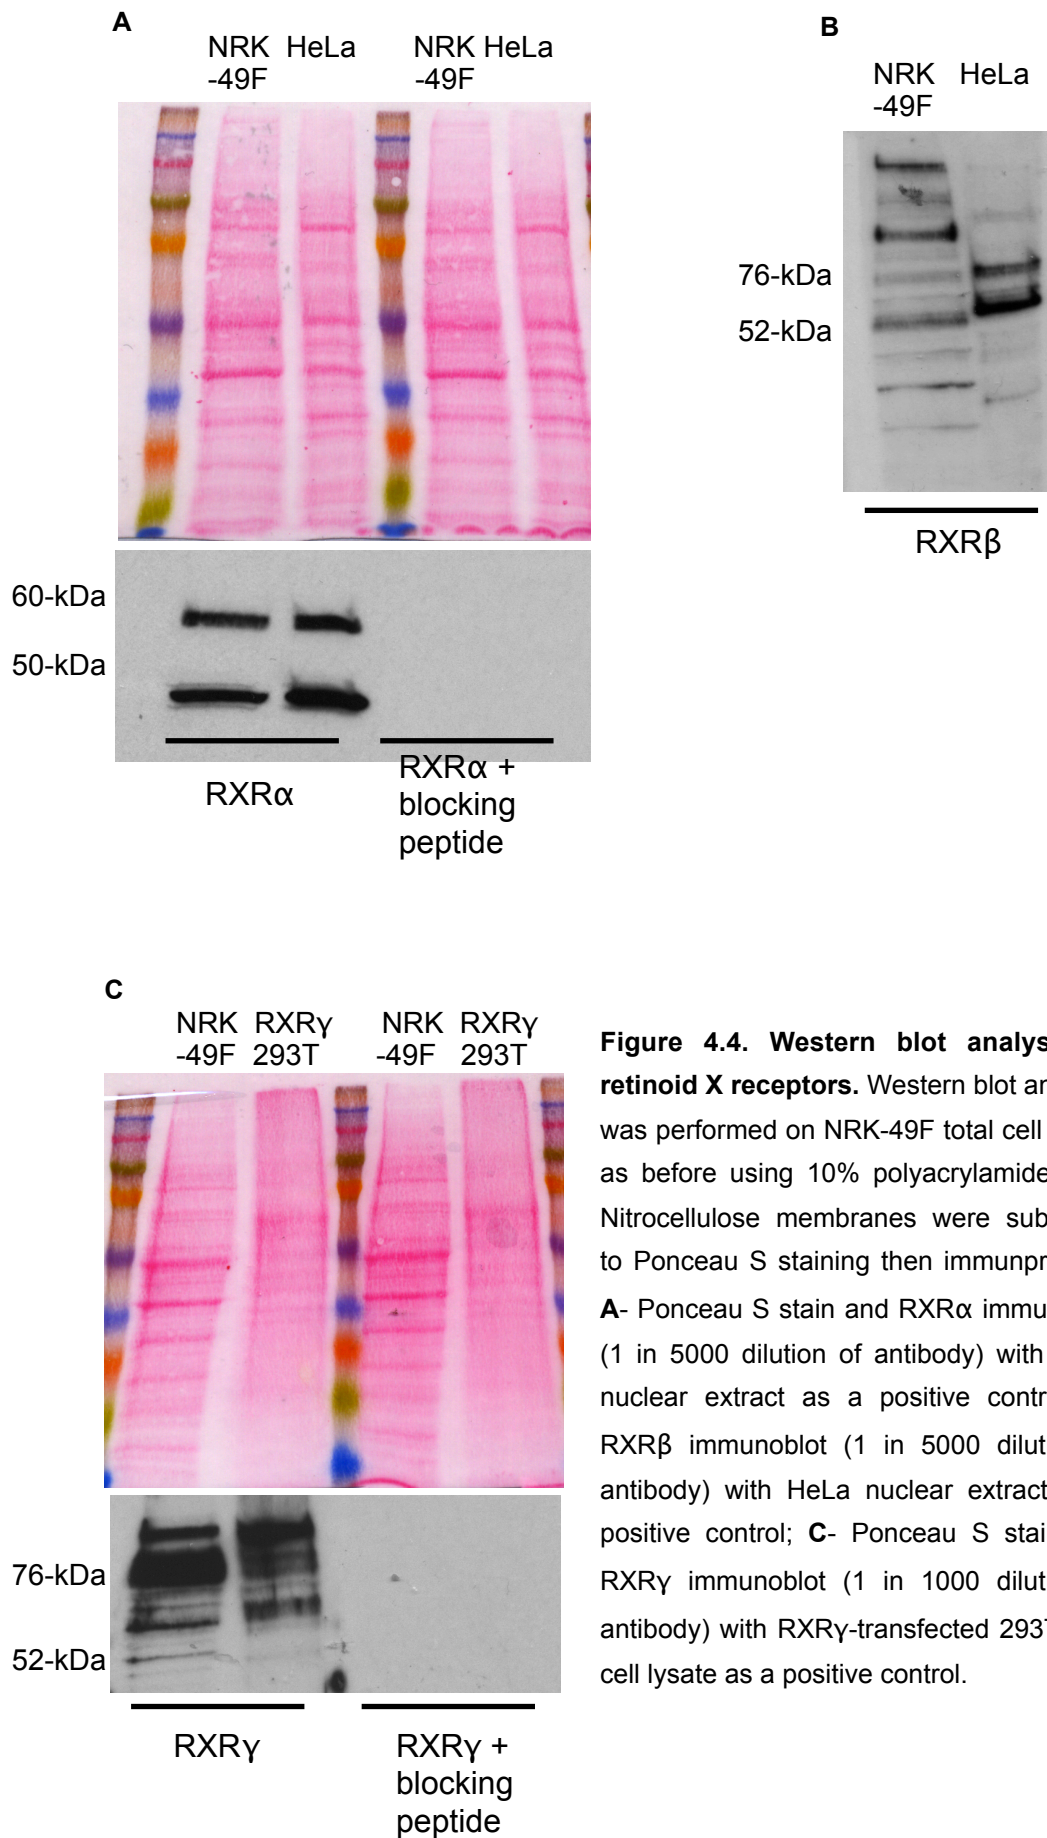 A
NRK HeLa NRK HeLa
-49F -49F
60-kDa
50-kDa
RXRα
RXRα +
blocking
peptide
B
NRK HeLa
-49F
76-kDa
52-kDa
RXRβ
C
NRK RXRγ NRK RXRγ
-49F 293T -49F 293T
76-kDa
52-kDa
RXRγ
RXRγ +
blocking
peptide
Figure 4.4. Western blot analys
retinoid X receptors. Western blot an
was performed on NRK-49F total cell
as before using 10% polyacrylamide
Nitrocellulose membranes were sub
to Ponceau S staining then immunpr
A- Ponceau S stain and RXRα immu
(1 in 5000 dilution of antibody) with
nuclear extract as a positive contr
RXRβ immunoblot (1 in 5000 dilut
antibody) with HeLa nuclear extract
positive control; C- Ponceau S stai
RXRγ immunoblot (1 in 1000 dilut
antibody) with RXRγ-transfected 293T
cell lysate as a positive control.